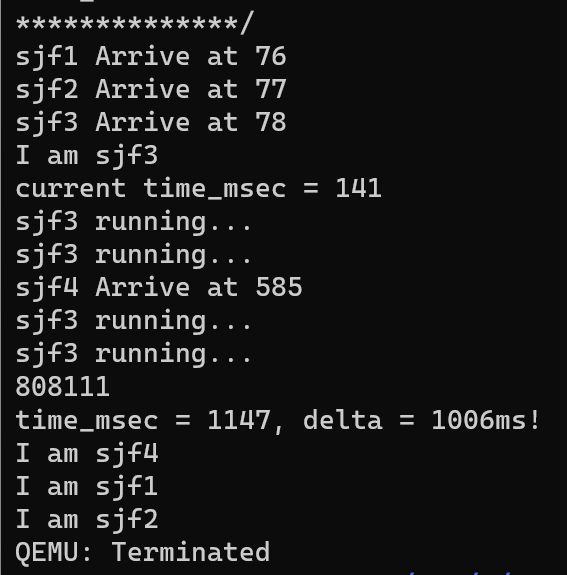 **************/
sjf1 Arrive at 76
sjf2 Arrive at 77
sjf3 Arrive at 78
I am sjf3
current time_msec = 141
sjf3 running...
sjf3 running...
sjf4 Arrive at 585
sjf3 running...
sjf3 running...
808111
time_msec = 1147, delta = 1006ms!
I am sjf4
I am sjf1
I am sjf2
QEMU: Terminated